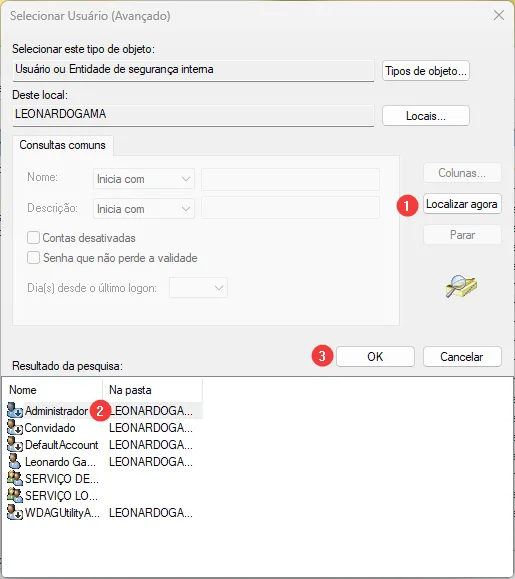 Selecionar Usuário (Avançado)
Selecionar este tipo de objeto:
Usuário ou Entidade de segurança interna
Tipos de objeto...
Deste local:
LEONARDOGAMA
Locais...
Consultas comuns
Nome:
Inicia com
Colunas...
Descrição:
Inicia com
1
Localizar agora
Contas desativadas
Parar
Senha que não perde a validade
Dia(s) desde o último logon:
3
OK
Cancelar
Resultado da pesquisa:
Nome
Na pasta
Administrador
2
LEONARDOGA...
Convidado
LEONARDOGA...
DefaultAccount
LEONARDOGA...
Leonardo Ga...
LEONARDOGA...
SERVIÇO DE...
SERVIÇO LO...
WDAGUtilityA...
LEONARDOGA...